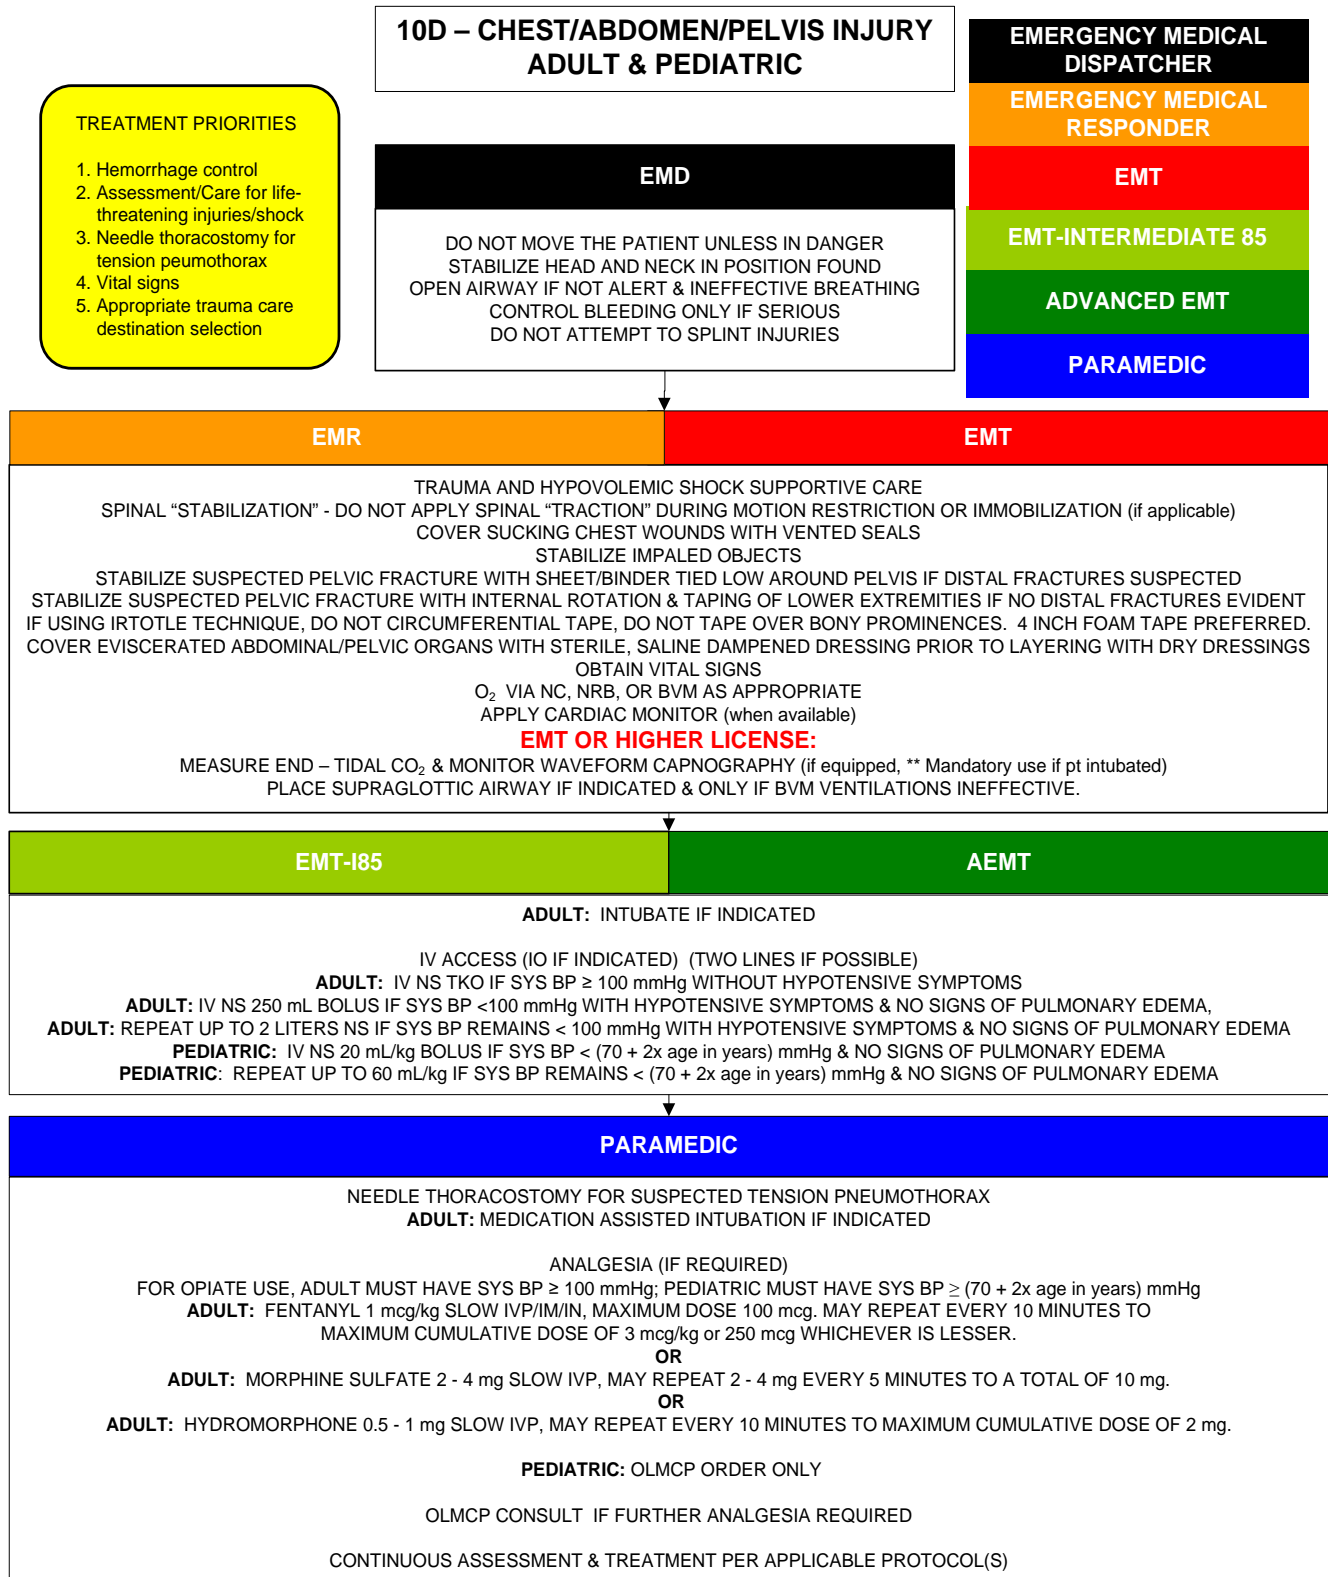 10D – CHEST/ABDOMEN/PELVIS INJURY
ADULT & PEDIATRIC
EMERGENCY MEDICAL
DISPATCHER
EMERGENCY MEDICAL
RESPONDER
EMT
EMT-INTERMEDIATE 85
ADVANCED EMT
PARAMEDIC
TREATMENT PRIORITIES
1. Hemorrhage control
2. Assessment/Care for life-
threatening injuries/shock
3. Needle thoracostomy for
tension peumothorax
4. Vital signs
5. Appropriate trauma care
destination selection
EMD
DO NOT MOVE THE PATIENT UNLESS IN DANGER
STABILIZE HEAD AND NECK IN POSITION FOUND
OPEN AIRWAY IF NOT ALERT & INEFFECTIVE BREATHING
CONTROL BLEEDING ONLY IF SERIOUS
DO NOT ATTEMPT TO SPLINT INJURIES
EMR
EMT
TRAUMA AND HYPOVOLEMIC SHOCK SUPPORTIVE CARE
SPINAL “STABILIZATION” - DO NOT APPLY SPINAL “TRACTION” DURING MOTION RESTRICTION OR IMMOBILIZATION (if applicable)
COVER SUCKING CHEST WOUNDS WITH VENTED SEALS
STABILIZE IMPALED OBJECTS
STABILIZE SUSPECTED PELVIC FRACTURE WITH SHEET/BINDER TIED LOW AROUND PELVIS IF DISTAL FRACTURES SUSPECTED
STABILIZE SUSPECTED PELVIC FRACTURE WITH INTERNAL ROTATION & TAPING OF LOWER EXTREMITIES IF NO DISTAL FRACTURES EVIDENT
IF USING IRTOTLE TECHNIQUE, DO NOT CIRCUMFERENTIAL TAPE, DO NOT TAPE OVER BONY PROMINENCES. 4 INCH FOAM TAPE PREFERRED.
COVER EVISCERATED ABDOMINAL/PELVIC ORGANS WITH STERILE, SALINE DAMPENED DRESSING PRIOR TO LAYERING WITH DRY DRESSINGS
OBTAIN VITAL SIGNS
O₂ VIA NC, NRB, OR BVM AS APPROPRIATE
APPLY CARDIAC MONITOR (when available)
EMT OR HIGHER LICENSE:
MEASURE END – TIDAL CO₂ & MONITOR WAVEFORM CAPNOGRAPHY (if equipped, ** Mandatory use if pt intubated)
PLACE SUPRAGLOTTIC AIRWAY IF INDICATED & ONLY IF BVM VENTILATIONS INEFFECTIVE.
EMT-I85
AEMT
ADULT: INTUBATE IF INDICATED
IV ACCESS (IO IF INDICATED) (TWO LINES IF POSSIBLE)
ADULT: IV NS TKO IF SYS BP ≥ 100 mmHg WITHOUT HYPOTENSIVE SYMPTOMS
ADULT: IV NS 250 mL BOLUS IF SYS BP <100 mmHg WITH HYPOTENSIVE SYMPTOMS & NO SIGNS OF PULMONARY EDEMA,
ADULT: REPEAT UP TO 2 LITERS NS IF SYS BP REMAINS < 100 mmHg WITH HYPOTENSIVE SYMPTOMS & NO SIGNS OF PULMONARY EDEMA
PEDIATRIC: IV NS 20 mL/kg BOLUS IF SYS BP < (70 + 2x age in years) mmHg & NO SIGNS OF PULMONARY EDEMA
PEDIATRIC: REPEAT UP TO 60 mL/kg IF SYS BP REMAINS < (70 + 2x age in years) mmHg & NO SIGNS OF PULMONARY EDEMA
PARAMEDIC
NEEDLE THORACOSTOMY FOR SUSPECTED TENSION PNEUMOTHORAX
ADULT: MEDICATION ASSISTED INTUBATION IF INDICATED
ANALGESIA (IF REQUIRED)
FOR OPIATE USE, ADULT MUST HAVE SYS BP ≥ 100 mmHg; PEDIATRIC MUST HAVE SYS BP ≥ (70 + 2x age in years) mmHg
ADULT: FENTANYL 1 mcg/kg SLOW IVP/IM/IN, MAXIMUM DOSE 100 mcg. MAY REPEAT EVERY 10 MINUTES TO
MAXIMUM CUMULATIVE DOSE OF 3 mcg/kg or 250 mcg WHICHEVER IS LESSER.
OR
ADULT: MORPHINE SULFATE 2 - 4 mg SLOW IVP, MAY REPEAT 2 - 4 mg EVERY 5 MINUTES TO A TOTAL OF 10 mg.
OR
ADULT: HYDROMORPHONE 0.5 - 1 mg SLOW IVP, MAY REPEAT EVERY 10 MINUTES TO MAXIMUM CUMULATIVE DOSE OF 2 mg.
PEDIATRIC: OLMCP ORDER ONLY
OLMCP CONSULT IF FURTHER ANALGESIA REQUIRED
CONTINUOUS ASSESSMENT & TREATMENT PER APPLICABLE PROTOCOL(S)